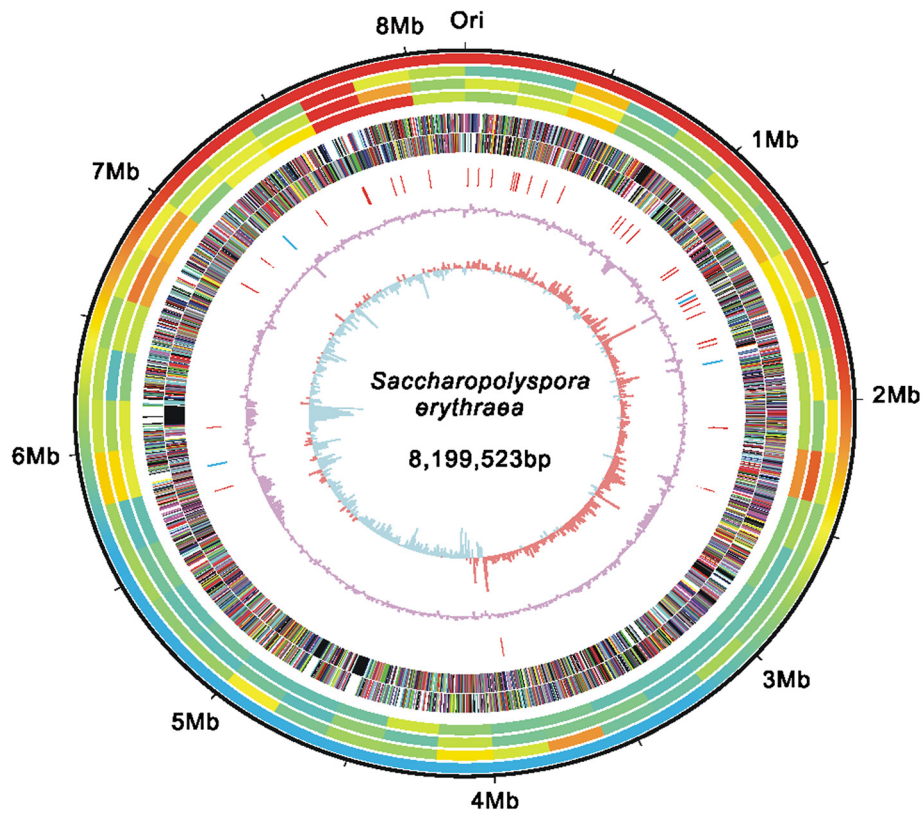 Ori
8Mb
1Mb
7Mb
2Mb
Saccharopolyspora
erythraea
8,199,523bp
6Mb
3Mb
5Mb
4Mb